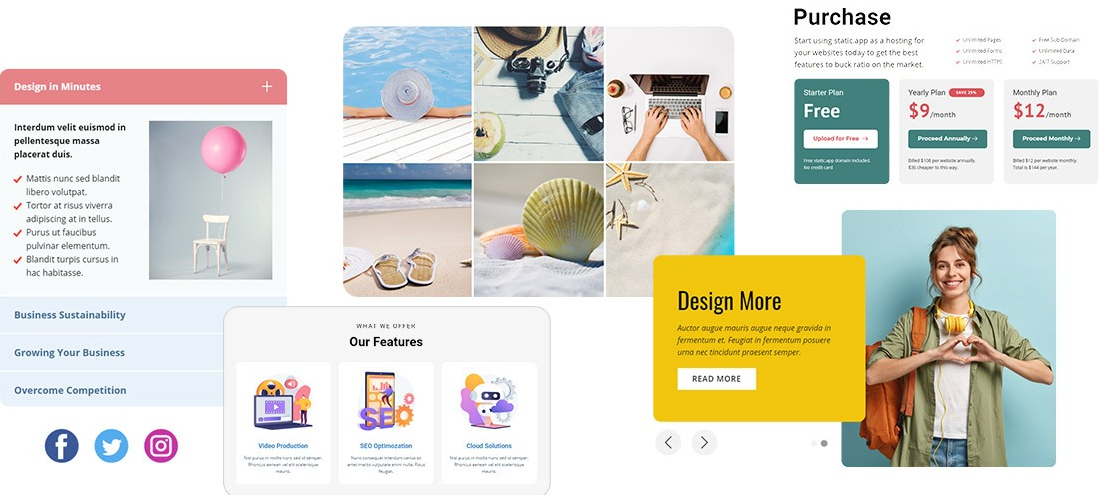 Design in Minutes
Interdum velit euismod in
pellentesque massa
placerat duis.
Mattis nunc sed blandit
libero volutpat.
Tortor at risus viverra
adipiscing at in tellus.
Purus ut faucibus
pulvinar elementum.
Blandit turpis cursus in
hac habitasse.
Business Sustainability
Growing Your Business
Overcome Competition
WHAT WE OFFER
Our Features
SEO
Video Production
Nisl purus in mollis nunc sed id semper.
Rhoncus aenean vel elit scelerisque
mauris.
SEO Optimozation
Nunc consequat interdum varius sit
amet mattis vulputate enim nulla. Risus
feugiat.
Cloud Solutions
Nisl purus in mollis nunc sed id semper.
Rhoncus aenean vel elit scelerisque
mauris.
Purchase
Start using static.app as a hosting for
your websites today to get the best
features to buck ratio on the market.
Unlimited Pages
Unlimited Forms
Unlimited HTTPS
Free Sub Domain
Unlimited Data
24/7 Support
Starter Plan
Free
Upload for Free →
Free static.app domain included.
No credit card
Yearly Plan SAVE 25%
$9/month
Proceed Annually →
Billed $108 per website annually.
$36 cheaper to this way.
Monthly Plan
$12/month
Proceed Monthly →
Billed $12 per website monthly.
Total is $144 per year.
Design More
Auctor augue mauris augue neque gravida in
fermentum et. Feugiat in fermentum posuere
urna nec tincidunt praesent semper.
READ MORE